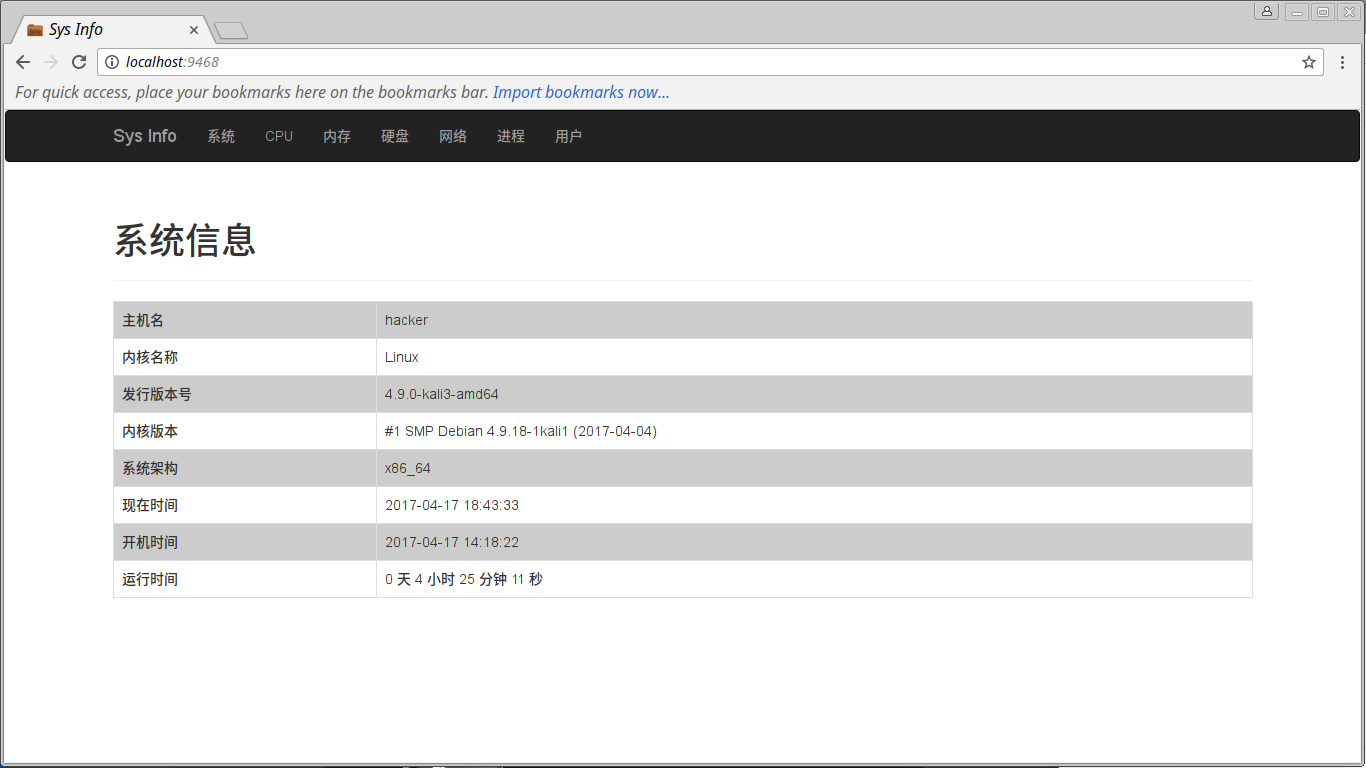 Sys Info
localhost:9468
For quick access, place your bookmarks here on the bookmarks bar. Import bookmarks now...
Sys Info 系统 CPU 内存 硬盘 网络 进程 用户
系统信息
主机名 hacker
内核名称 Linux
发行版本号 4.9.0-kali3-amd64
内核版本 #1 SMP Debian 4.9.18-1kali1 (2017-04-04)
系统架构 x86_64
现在时间 2017-04-17 18:43:33
开机时间 2017-04-17 14:18:22
运行时间 0 天 4 小时 25 分钟 11 秒